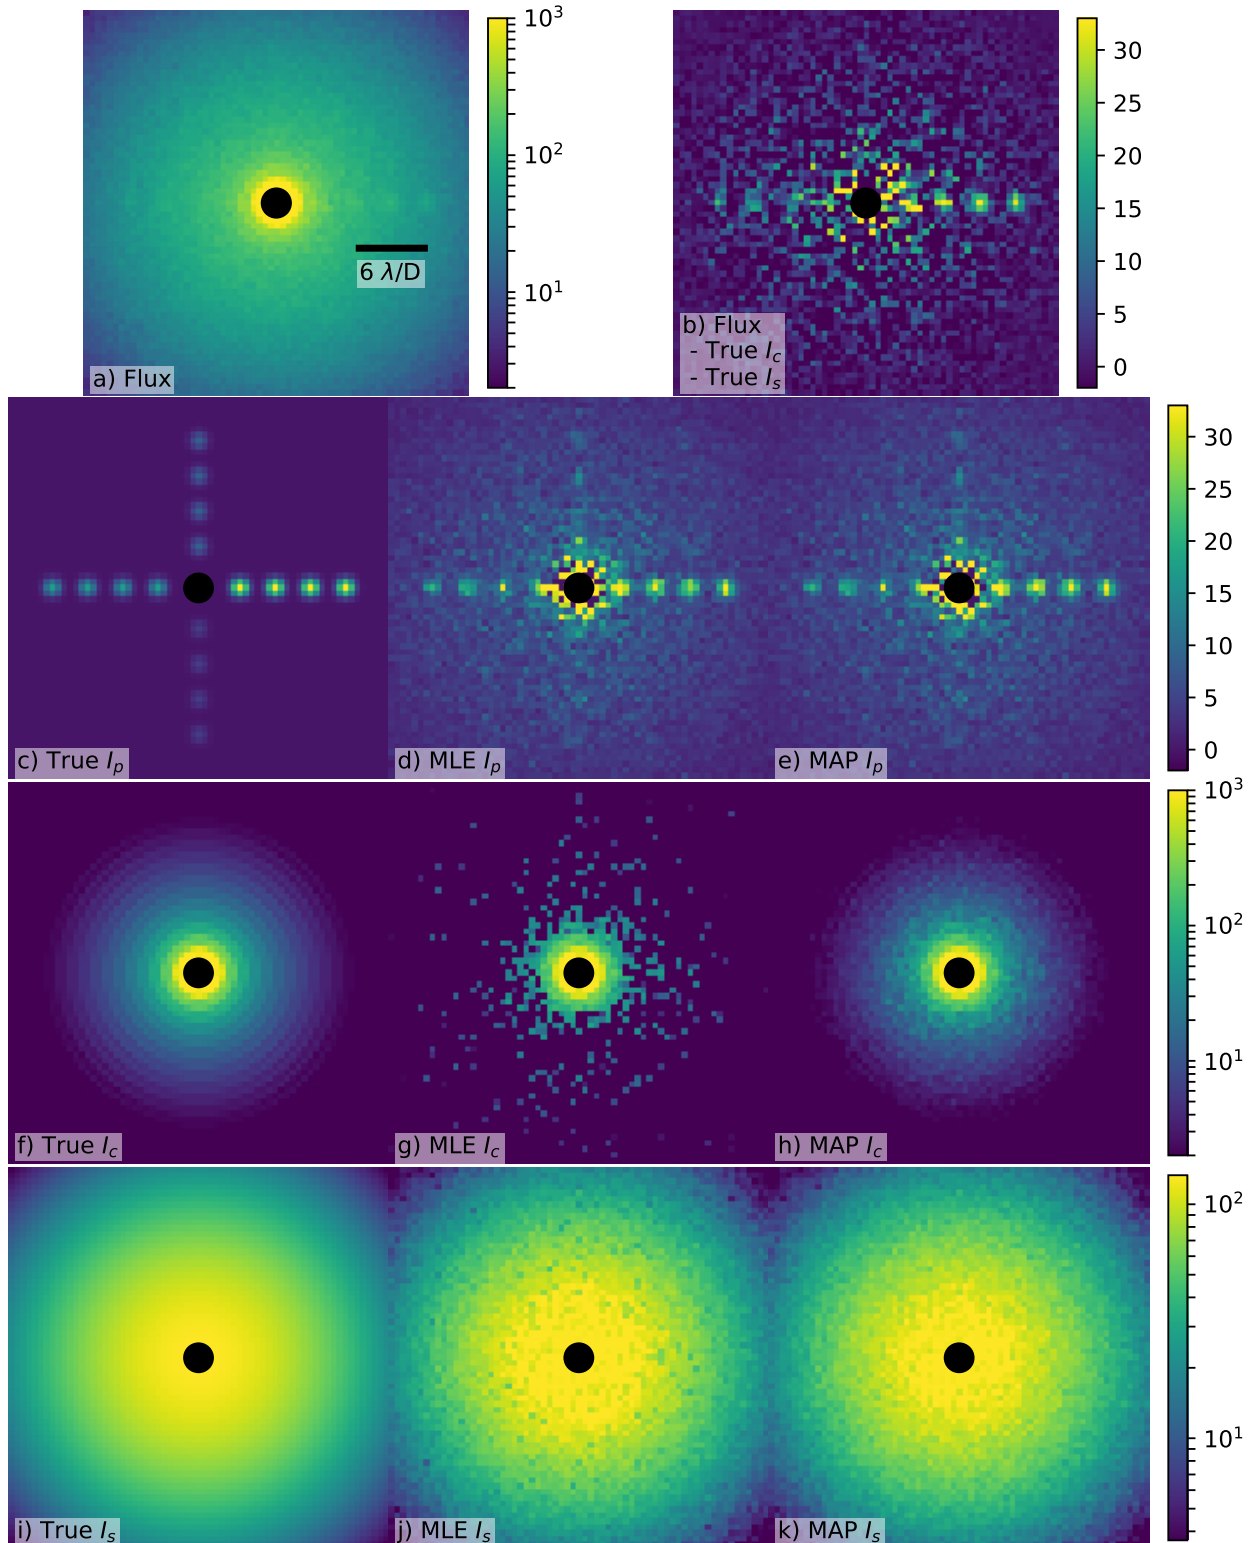 10³
10²
10¹
6 λ/D
a) Flux
30
25
20
15
10
5
0
b) Flux
- True I_c
- True I_s
30
25
20
15
10
5
0
c) True I_p
d) MLE I_p
e) MAP I_p
10³
10²
10¹
f) True I_c
g) MLE I_c
h) MAP I_c
10²
10¹
i) True I_s
j) MLE I_s
k) MAP I_s